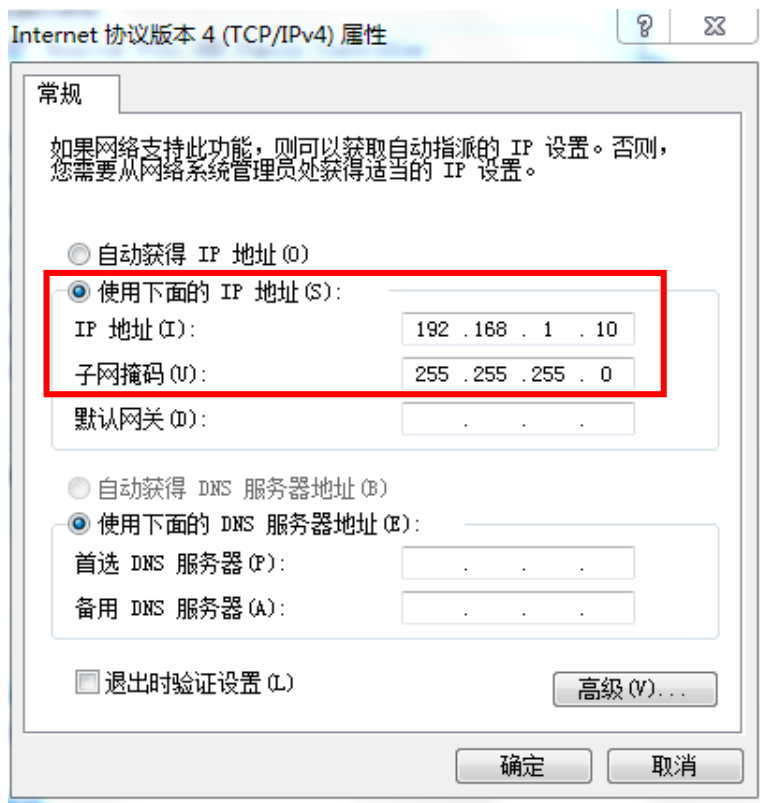 Internet 协议版本 4 (TCP/IPv4) 属性
常规
如果网络支持此功能，则可以获取自动指派的 IP 设置。否则，
您需要从网络系统管理员处获得适当的 IP 设置。
自动获得 IP 地址(O)
使用下面的 IP 地址(S):
IP 地址(I): 192 .168 . 1 . 10
子网掩码(U): 255 .255 .255 . 0
默认网关(D): . . .
自动获得 DNS 服务器地址(B)
使用下面的 DNS 服务器地址(E):
首选 DNS 服务器(P): . . .
备用 DNS 服务器(A): . . .
退出时验证设置(L)
高级(V)...
确定 取消